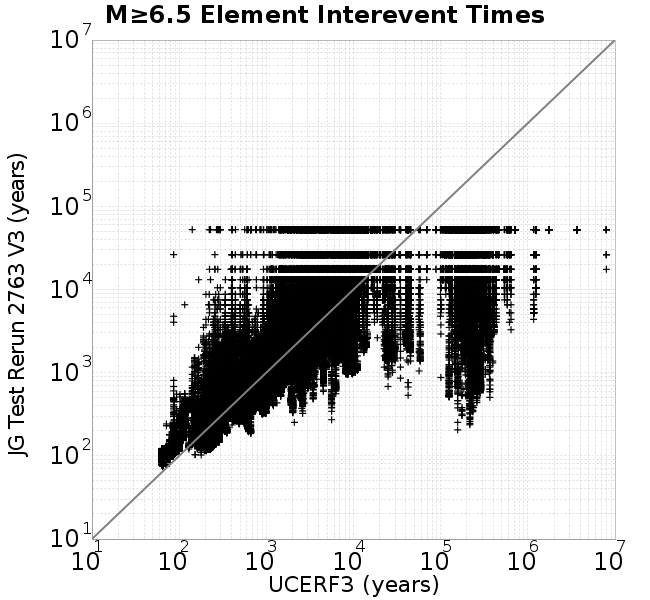 M≥6.5 Element Interevent Times
JG Test Rerun 2763 V3 (years)
10^7
10^6
10^5
10^4
10^3
10^2
10^1
10^1 10^2 10^3 10^4 10^5 10^6 10^7
UCERF3 (years)